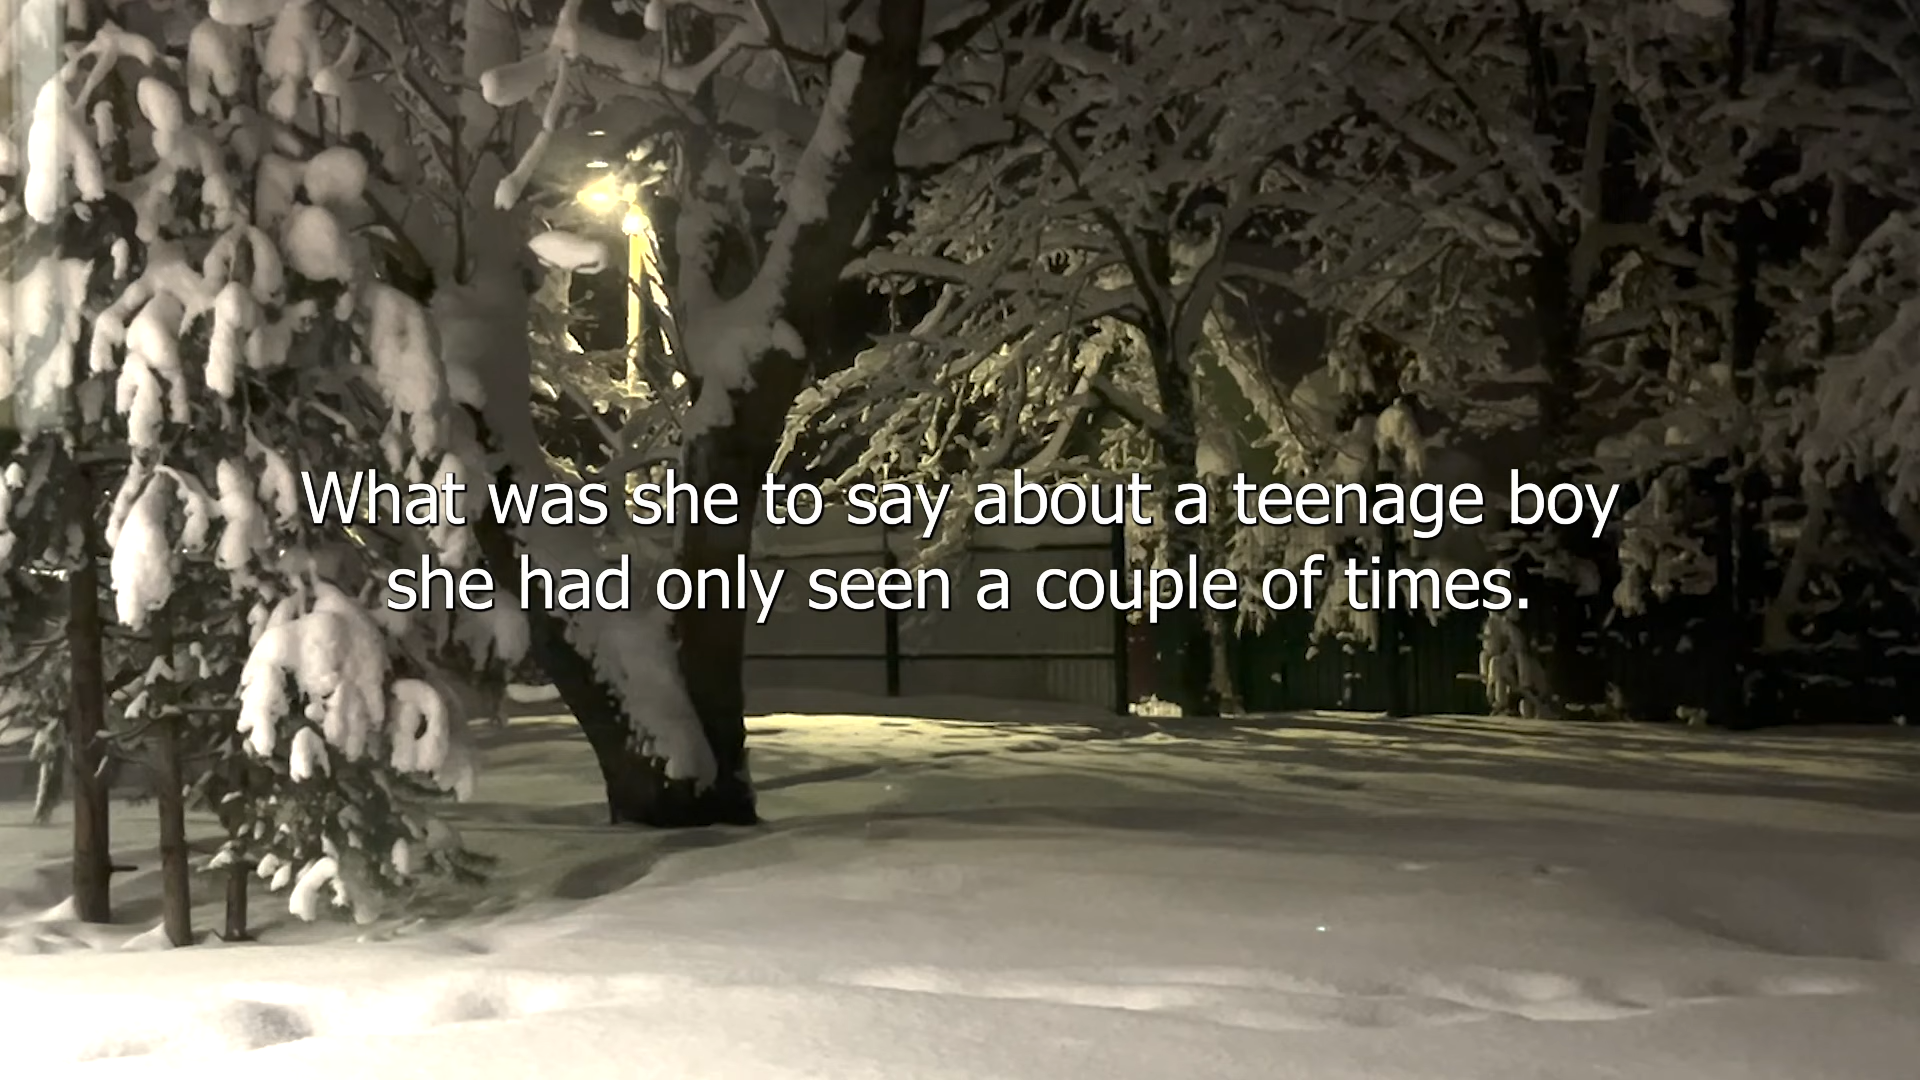 What was she to say about a teenage boy
she had only seen a couple of times.